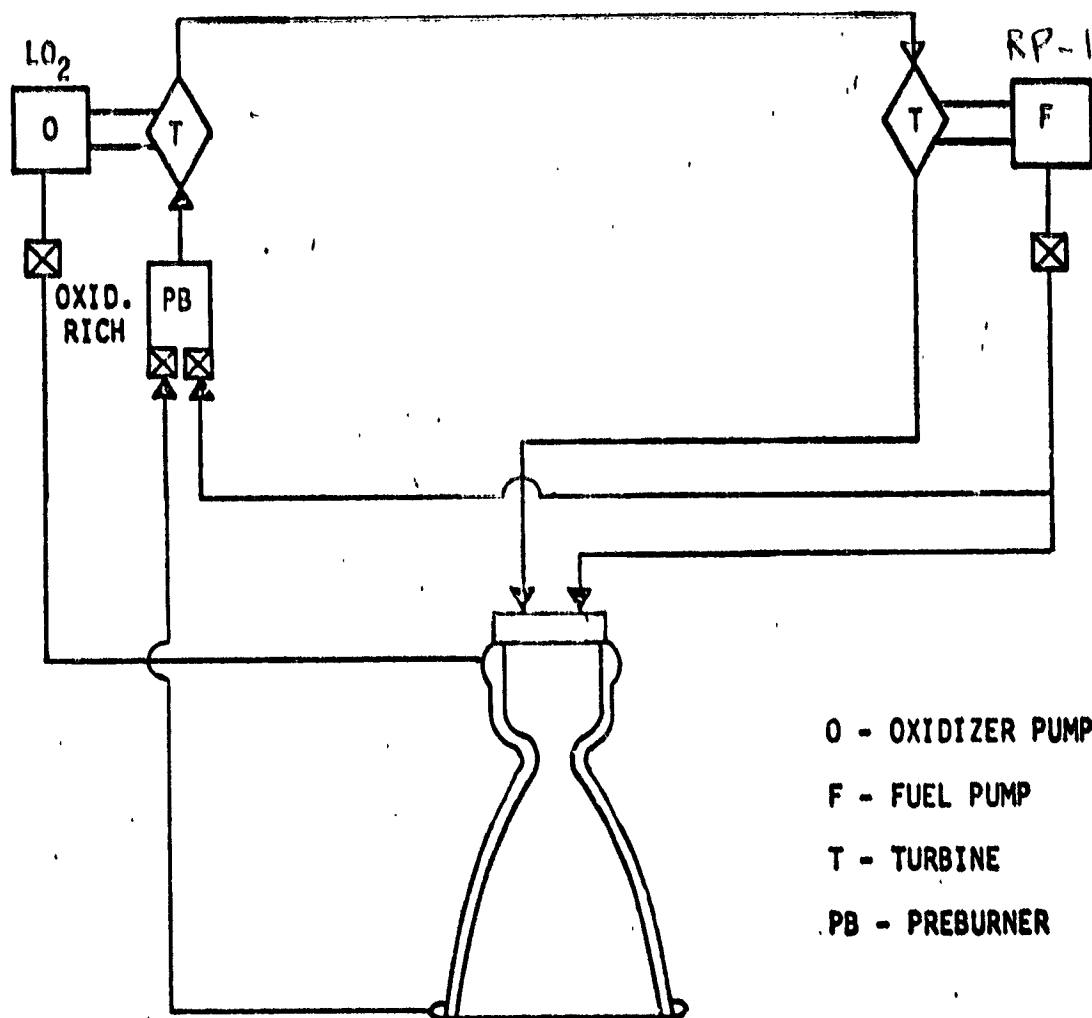 LO2
RP-1
O
T
T
F
OXID.
RICH
PB
O - OXIDIZER PUMP
F - FUEL PUMP
T - TURBINE
PB - PREBURNER